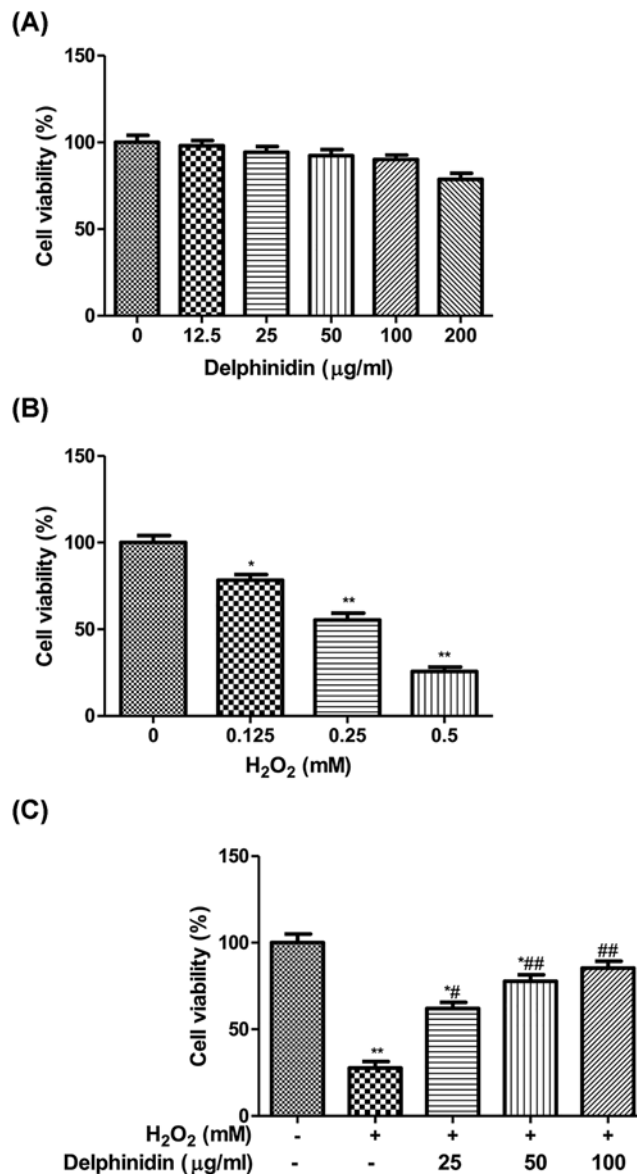 (A)
150
100
50
0
Cell viability (%)
0 12.5 25 50 100 200
Delphinidin (μg/ml)
(B)
150
100
50
0
Cell viability (%)
*
**
**
0 0.125 0.25 0.5
H₂O₂ (mM)
(C)
150
100
50
0
Cell viability (%)
**
*#
*##
##
H₂O₂ (mM) - + + + +
Delphinidin (μg/ml) - - 25 50 100